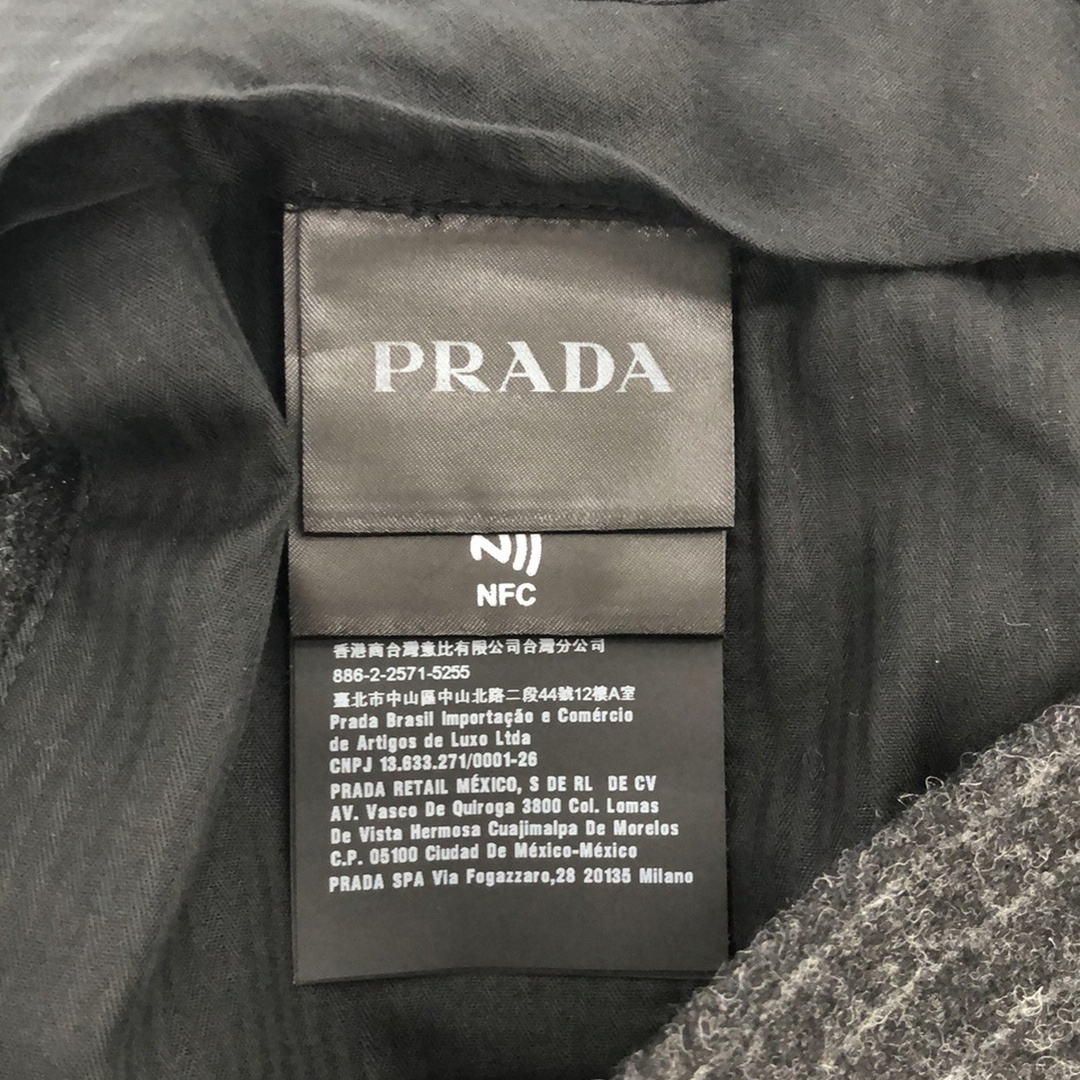 PRADA
NFC
香港商台灣意比有限公司台灣分公司
886-2-2571-5255
臺北市中山區中山北路二段44號12樓A室
Prada Brasil Importação e Comércio
de Artigos de Luxo Ltda
CNPJ 13.633.271/0001-26
PRADA RETAIL MÉXICO, S DE RL DE CV
AV. Vasco De Quiroga 3800 Col. Lomas
De Vista Hermosa Cuajimalpa De Morelos
C.P. 05100 Ciudad De México-México
PRADA SPA Via Fogazzaro,28 20135 Milano